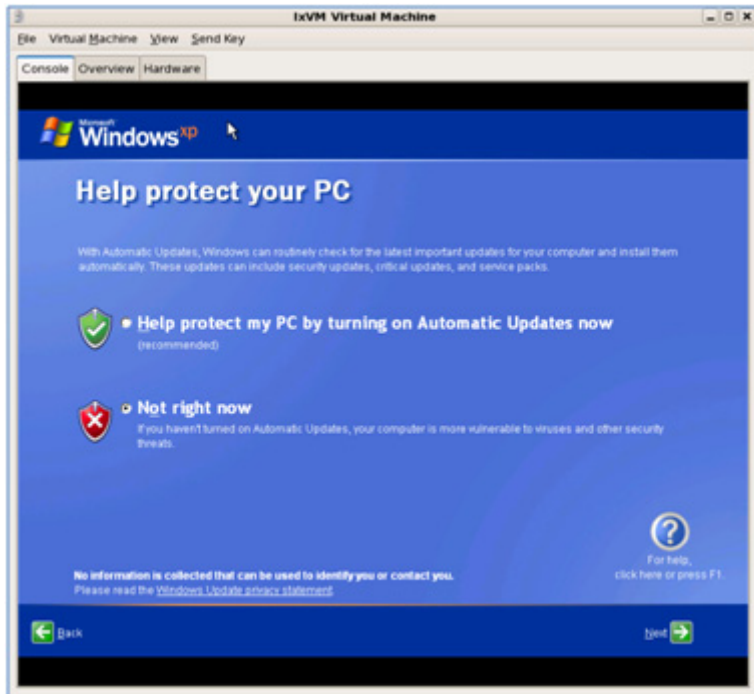 IxVM Virtual Machine
File Virtual Machine View Send Key
Console Overview Hardware
Microsoft
Windows xp
Help protect your PC
With Automatic Updates, Windows can routinely check for the latest important updates for your computer and install them
automatically. These updates can include security updates, critical updates, and service packs.
Help protect my PC by turning on Automatic Updates now
(recommended)
Not right now
If you haven't turned on Automatic Updates, your computer is more vulnerable to viruses and other security
threats.
For help,
click here or press F1.
No information is collected that can be used to identify you or contact you.
Please read the Windows Update privacy statement.
Back
Next